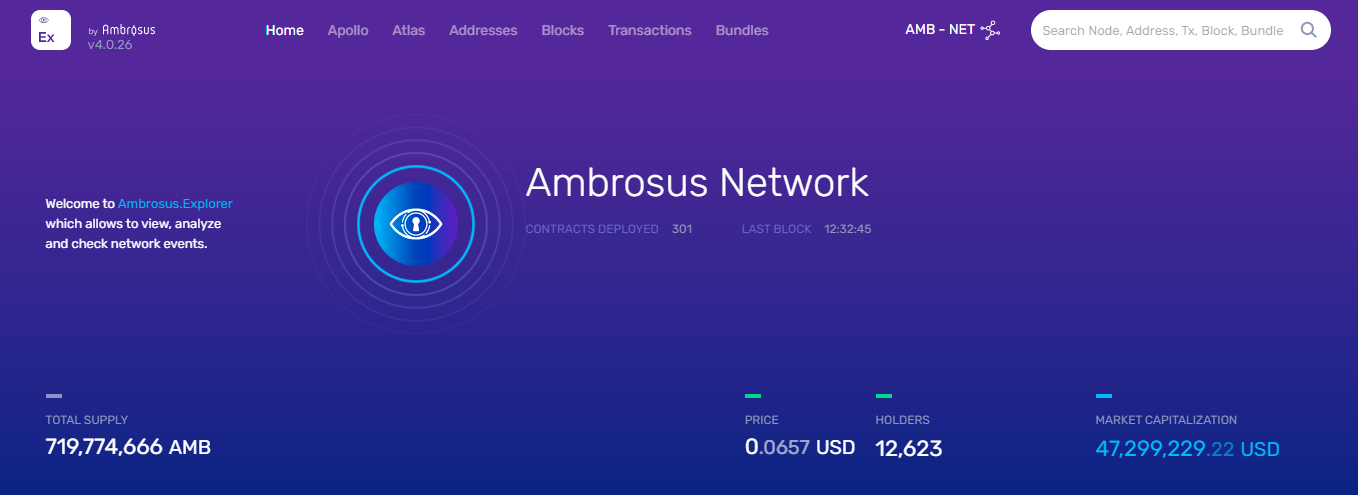 Ex
by Ambrosus
v4.0.26
Home Apollo Atlas Addresses Blocks Transactions Bundles
AMB - NET
Search Node, Address, Tx, Block, Bundle
Welcome to Ambrosus.Explorer
which allows to view, analyze
and check network events.
Ambrosus Network
CONTRACTS DEPLOYED 301 LAST BLOCK 12:32:45
TOTAL SUPPLY
719,774,666 AMB
PRICE
0.0657 USD
HOLDERS
12,623
MARKET CAPITALIZATION
47,299,229.22 USD